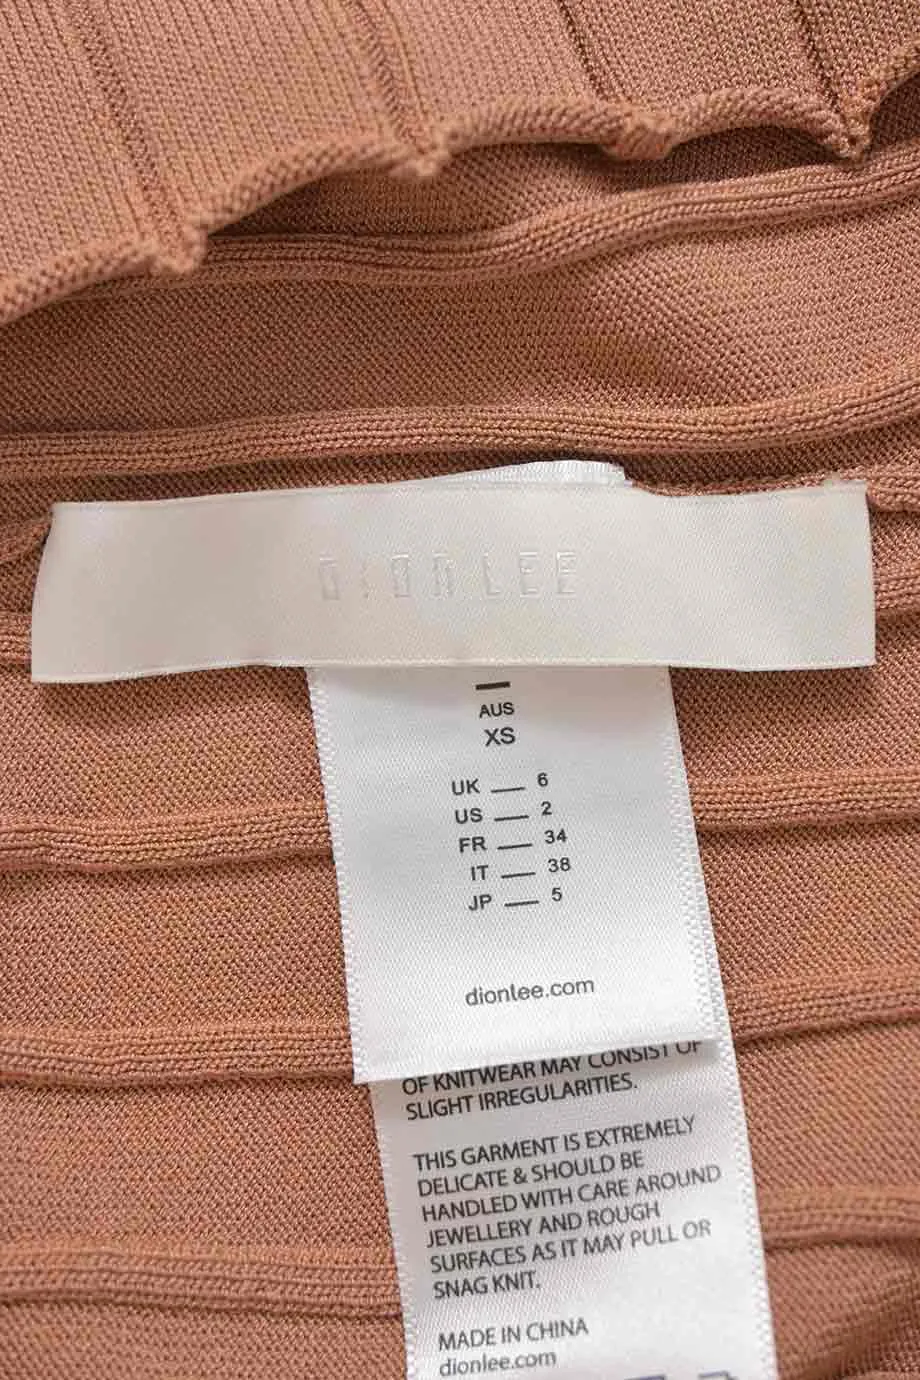 DION LEE
AUS
XS
UK — 6
US — 2
FR — 34
IT — 38
JP — 5
dionlee.com
OF KNITWEAR MAY CONSIST OF
SLIGHT IRREGULARITIES.
THIS GARMENT IS EXTREMELY
DELICATE & SHOULD BE
HANDLED WITH CARE AROUND
JEWELLERY AND ROUGH
SURFACES AS IT MAY PULL OR
SNAG KNIT.
MADE IN CHINA
dionlee.com